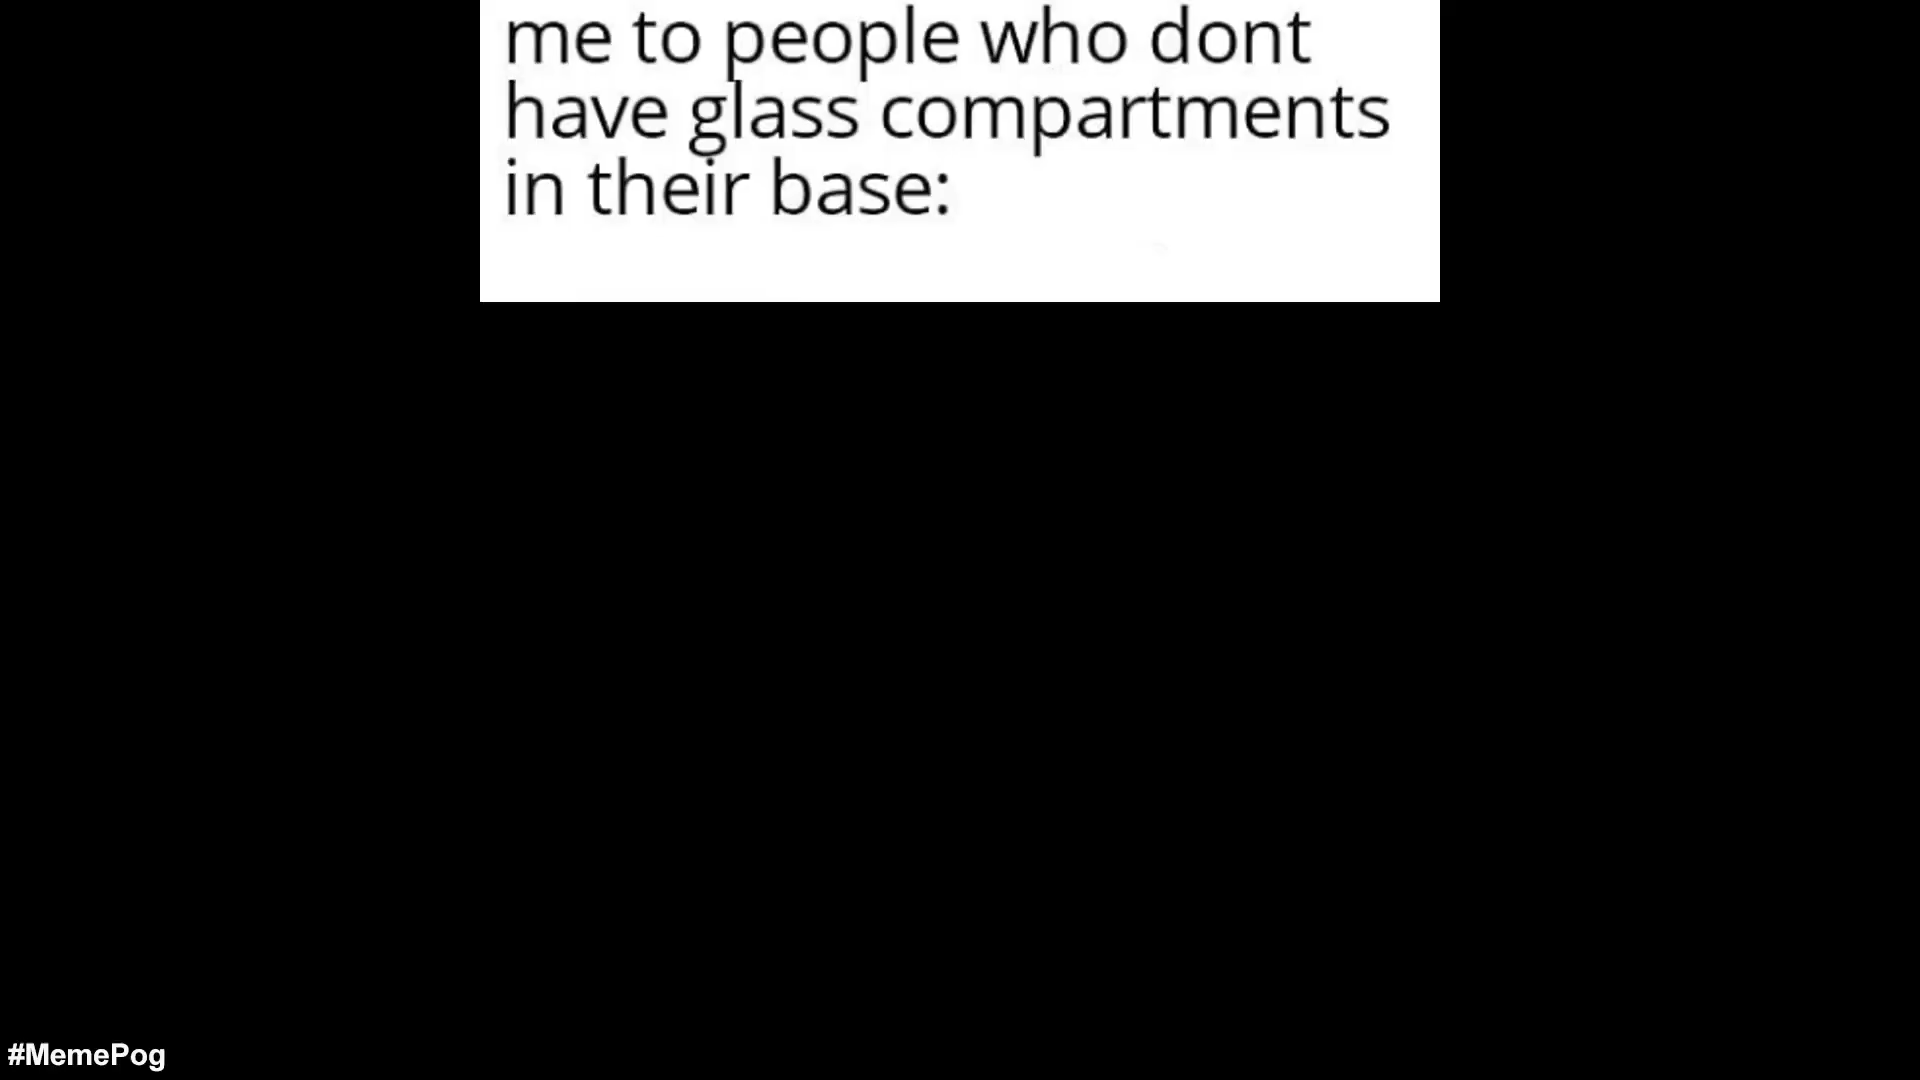 me to people who dont
have glass compartments
in their base:
#MemePog